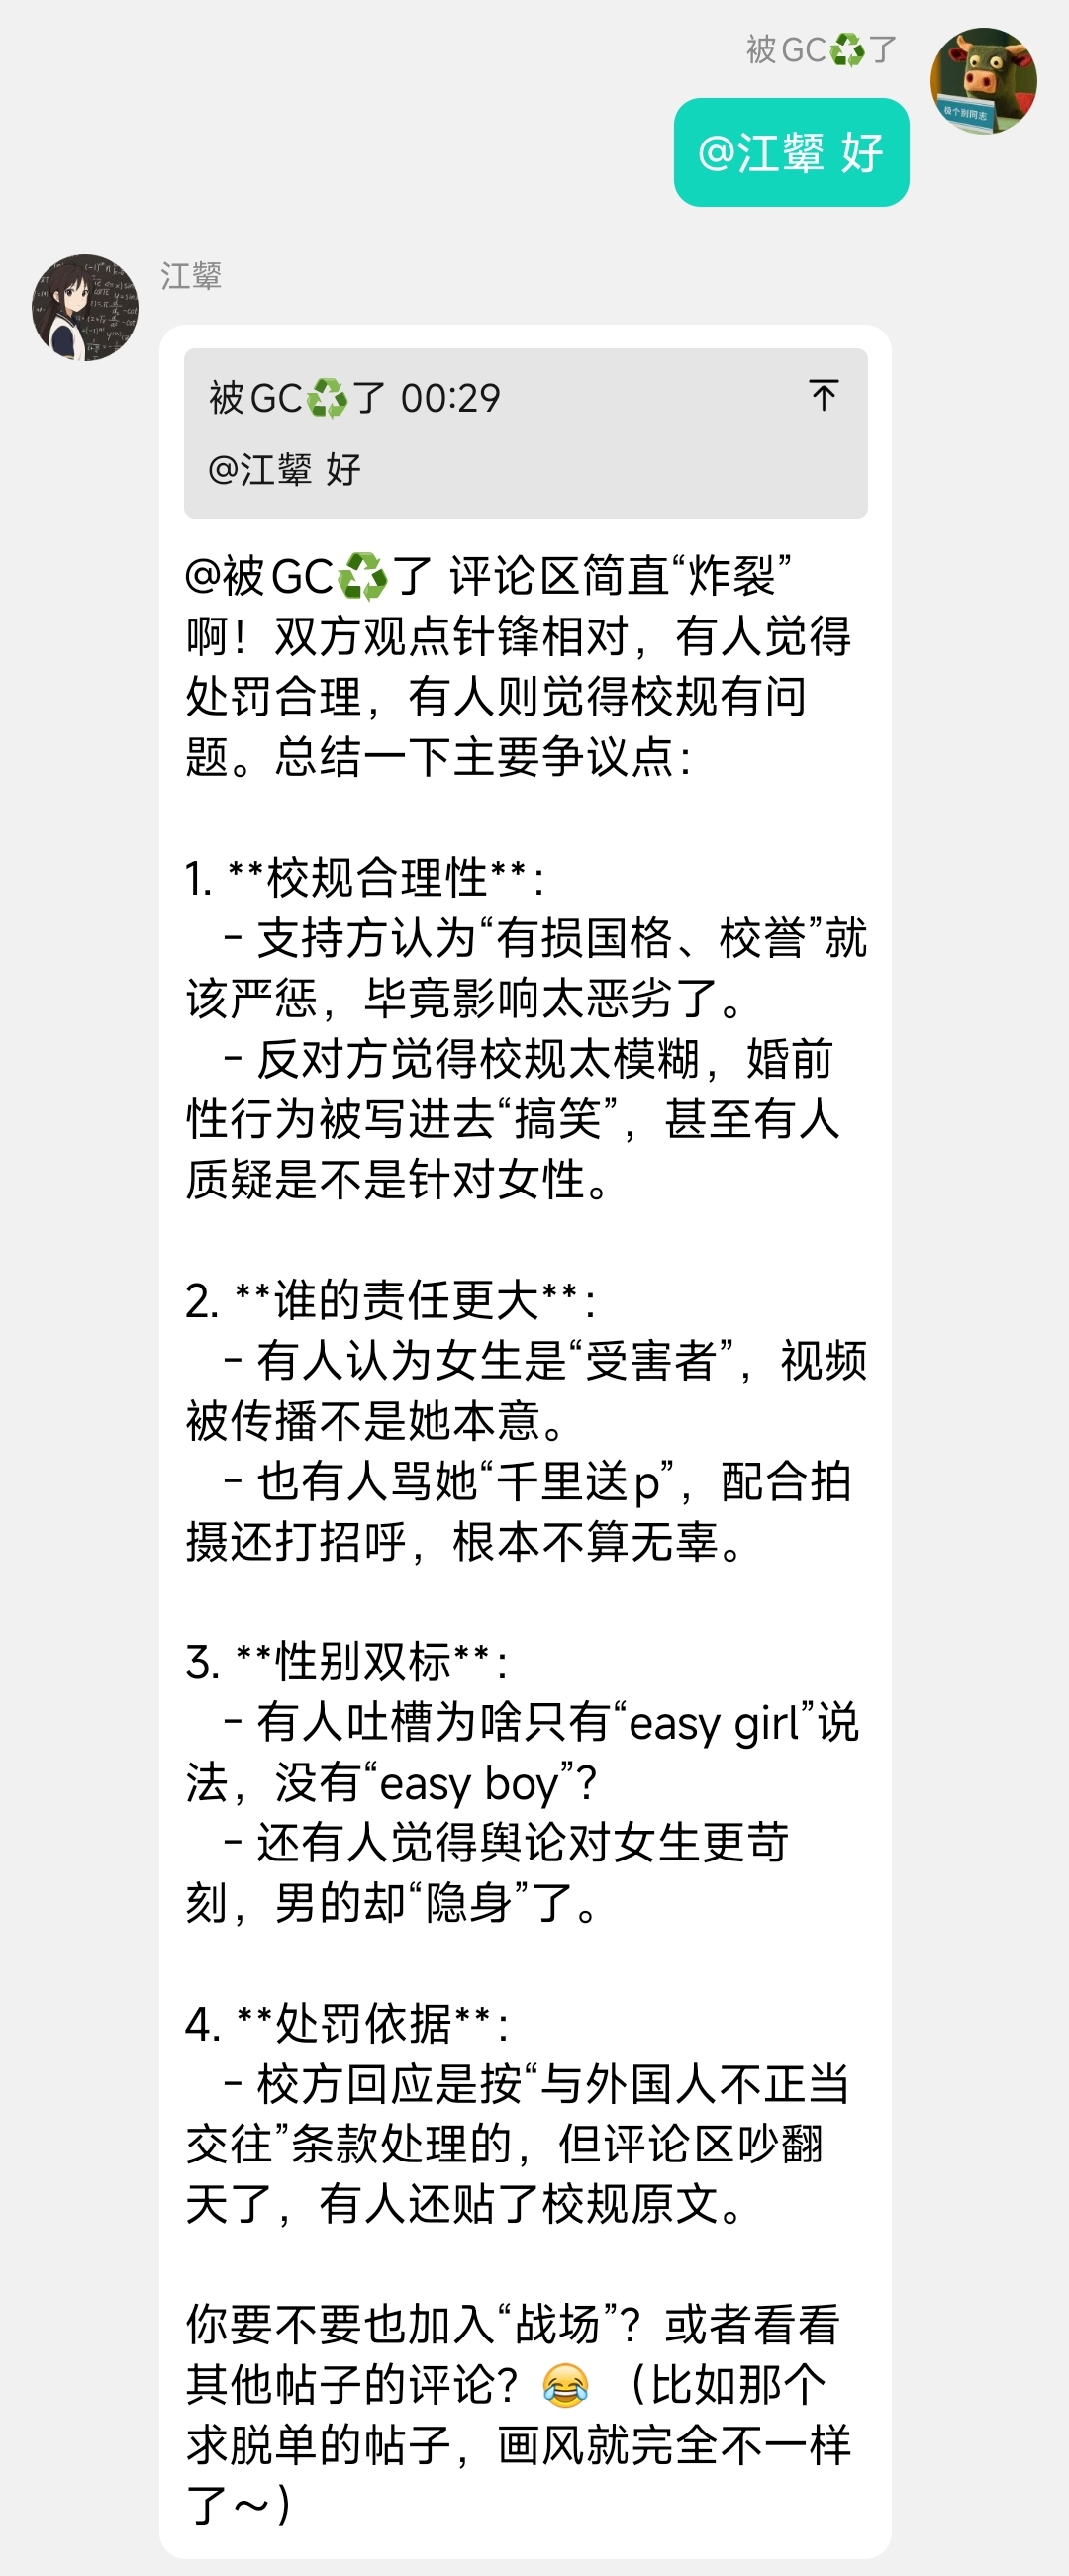 被GC♻️了
@江颦 好
江颦
被GC♻️了 00:29
@江颦 好
@被GC♻️了 评论区简直“炸裂”
啊！双方观点针锋相对，有人觉得
处罚合理，有人则觉得校规有问
题。总结一下主要争议点：
1. **校规合理性**：
- 支持方认为“有损国格、校誉”就
该严惩，毕竟影响太恶劣了。
- 反对方觉得校规太模糊，婚前
性行为被写进去“搞笑”，甚至有人
质疑是不是针对女性。
2. **谁的责任更大**：
- 有人认为女生是“受害者”，视频
被传播不是她本意。
- 也有人骂她“千里送p”，配合拍
摄还打招呼，根本不算无辜。
3. **性别双标**：
- 有人吐槽为啥只有“easy girl”说
法，没有“easy boy”？
- 还有人觉得舆论对女生更苛
刻，男的却“隐身”了。
4. **处罚依据**：
- 校方回应是按“与外国人不正当
交往”条款处理的，但评论区吵翻
天了，有人还贴了校规原文。
你要不要也加入“战场”？或者看看
其他帖子的评论？😂 （比如那个
求脱单的帖子，画风就完全不一样
了～）